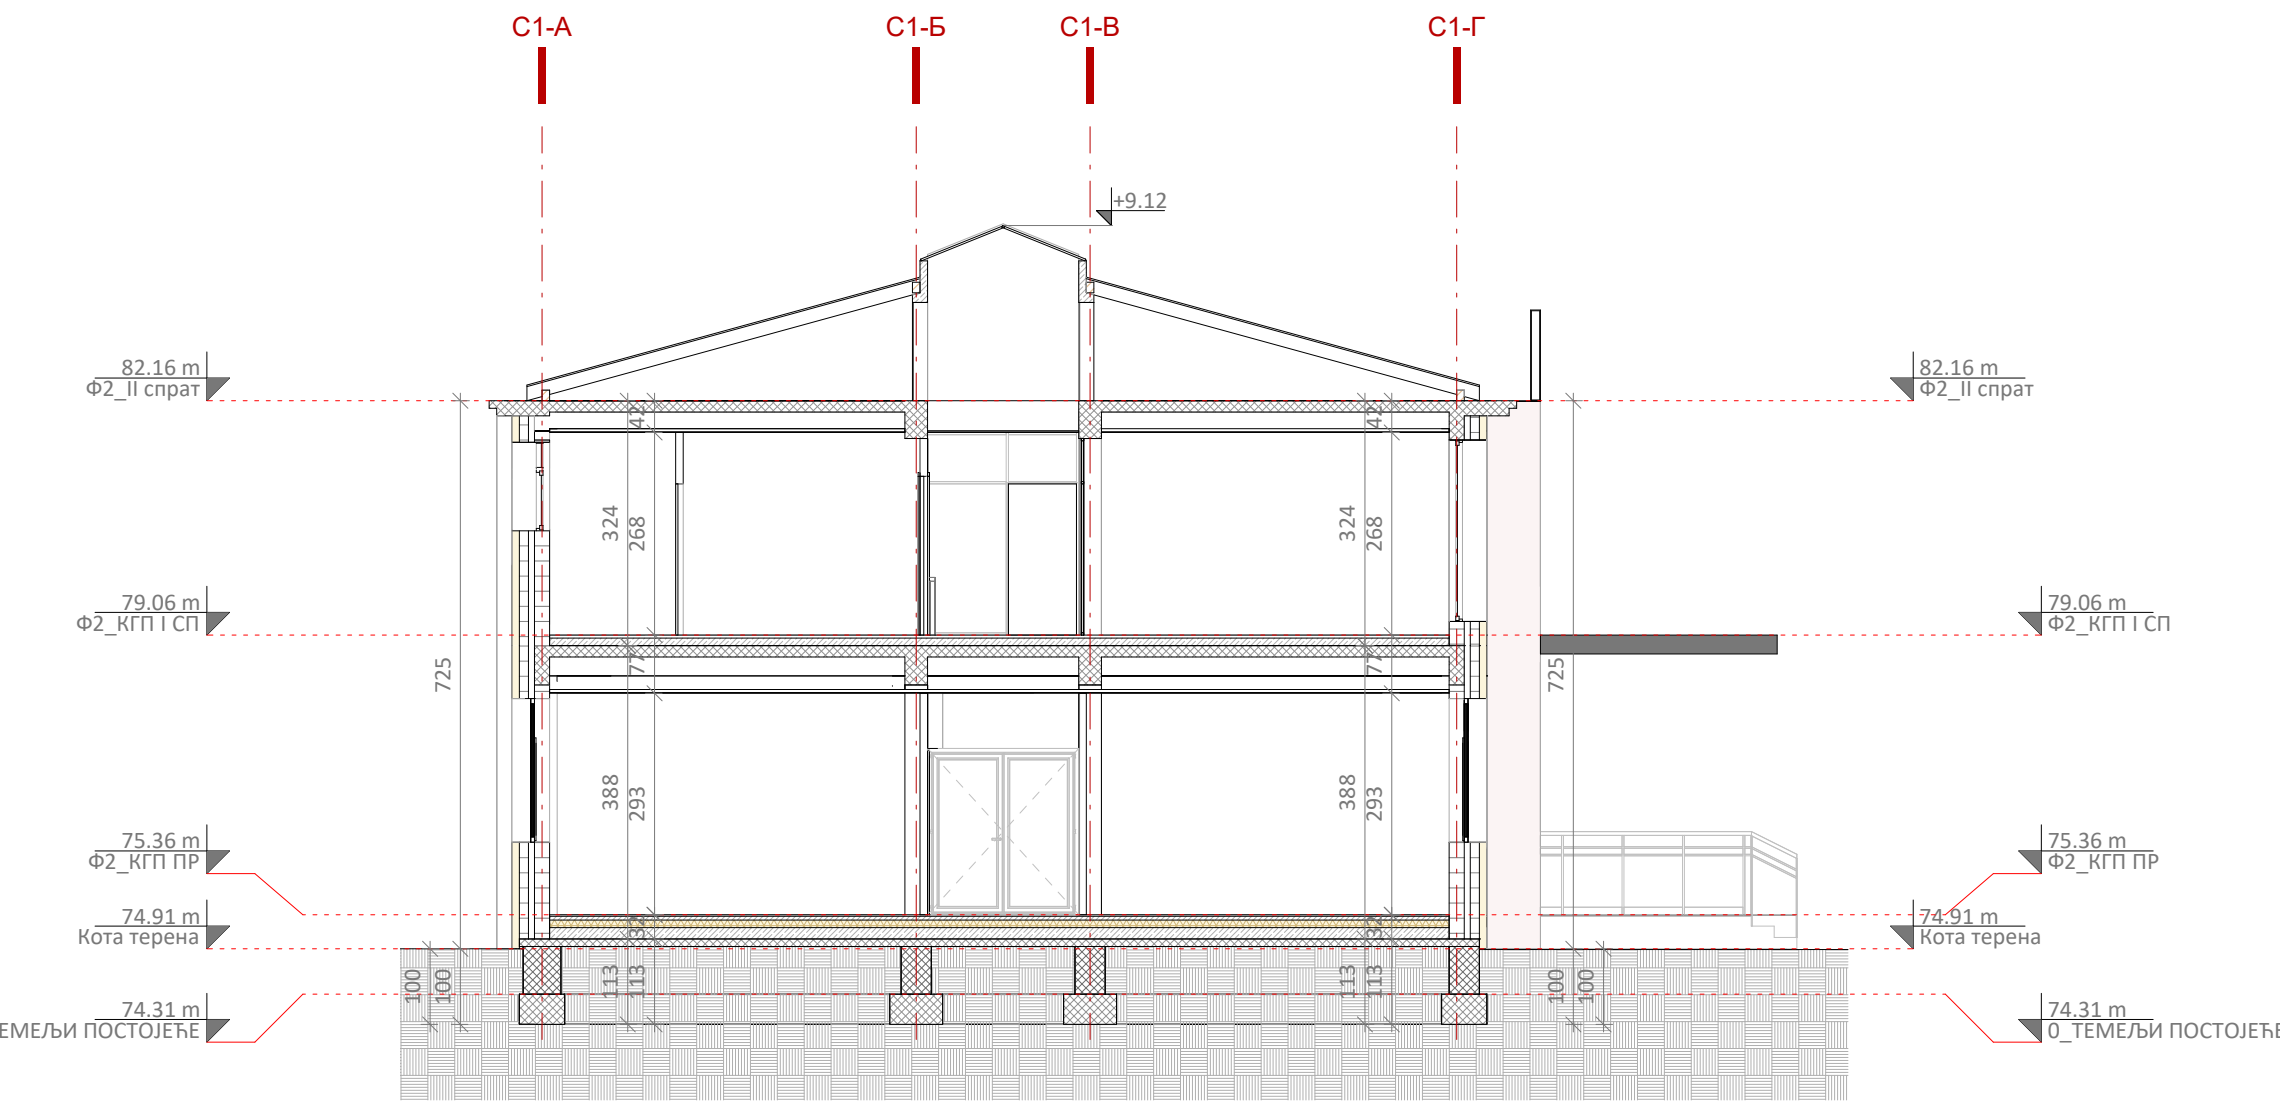 С1-А
С1-Б
С1-В
С1-Г
+9.12
82.16 m
Ф2_II спрат
82.16 m
Ф2_II спрат
42
42
324
268
324
268
79.06 m
Ф2_КГП I СП
79.06 m
Ф2_КГП I СП
725
77
77
725
388
293
388
293
75.36 m
Ф2_КГП ПР
75.36 m
Ф2_КГП ПР
74.91 m
Кота терена
74.91 m
Кота терена
32
32
100
100
113
113
113
113
100
100
74.31 m
ЕМЕЉИ ПОСТОЈЕЋЕ
74.31 m
0_ТЕМЕЉИ ПОСТОЈЕЋЕ